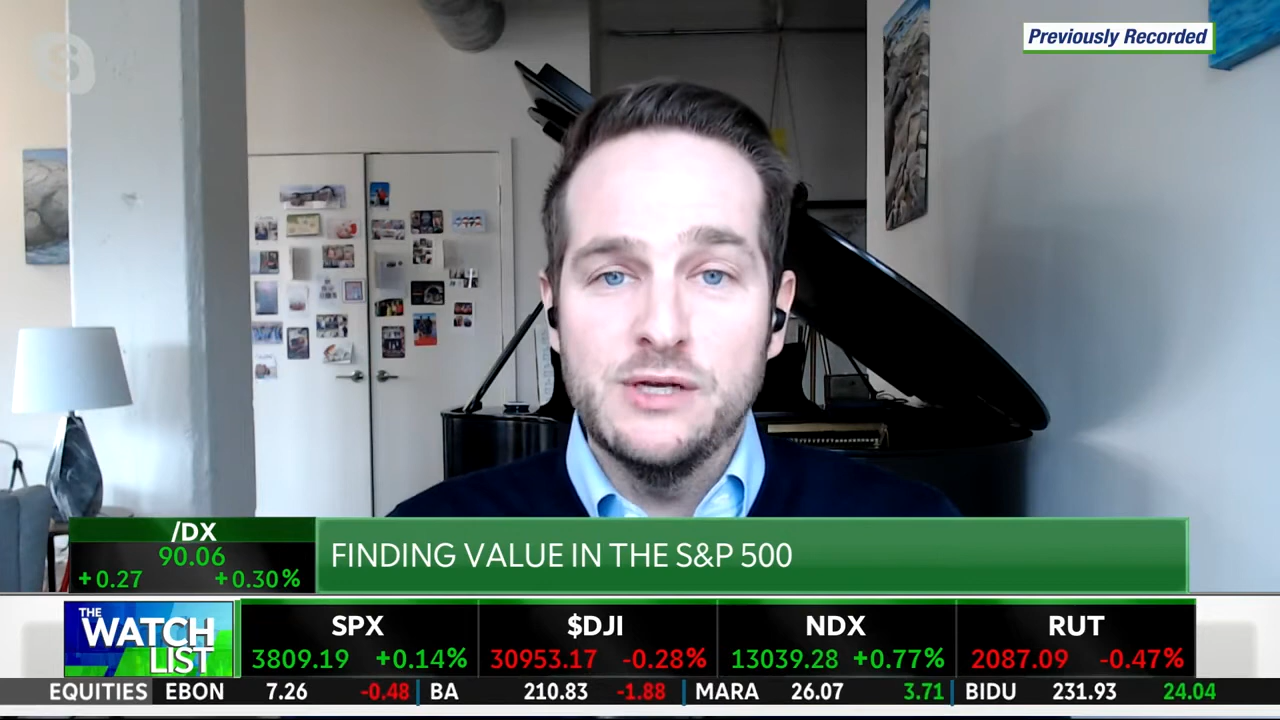 Previously Recorded
/DX
90.06
+0.27 +0.30%
FINDING VALUE IN THE S&P 500
THE
WATCH
LIST
SPX $DJI NDX RUT
3809.19 +0.14% 30953.17 -0.28% 13039.28 +0.77% 2087.09 -0.47%
EQUITIES EBON 7.26 -0.48 BA 210.83 -1.88 MARA 26.07 3.71 BIDU 231.93 24.04